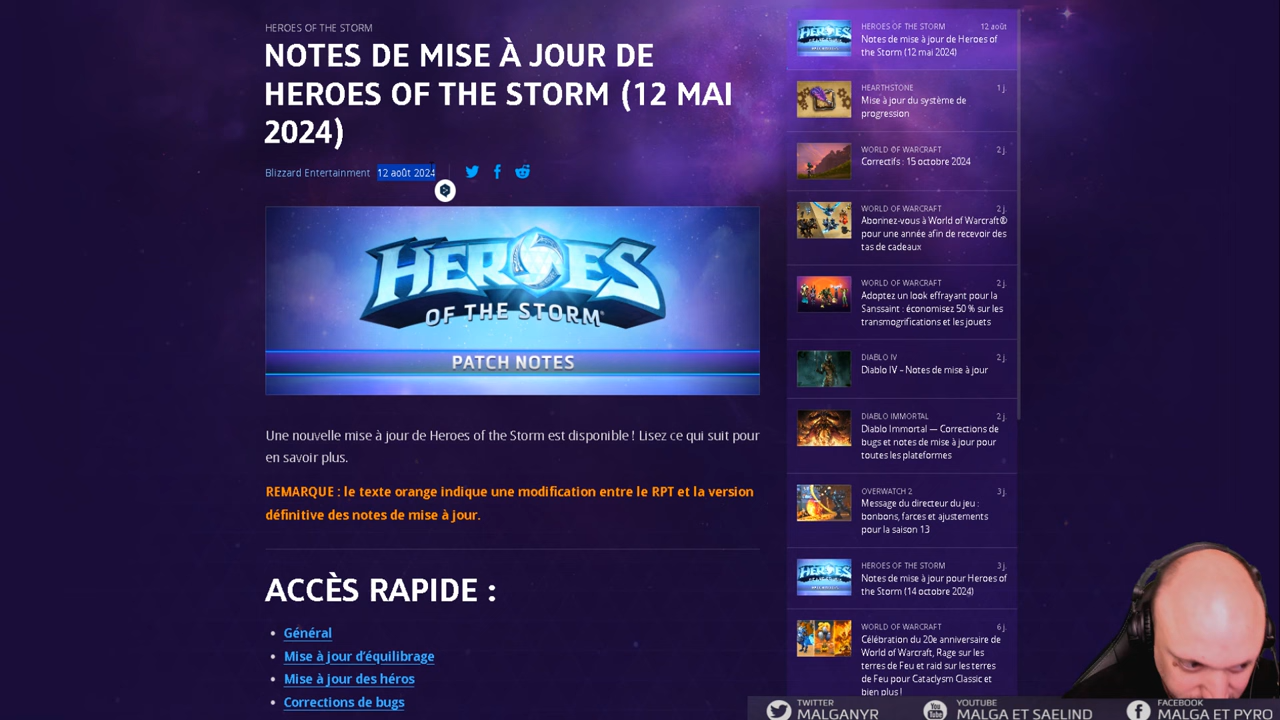 HEROES OF THE STORM
NOTES DE MISE À JOUR DE
HEROES OF THE STORM (12 MAI
2024)
Blizzard Entertainment 12 août 2024
HEROES
OF THE STORM
PATCH NOTES
Une nouvelle mise à jour de Heroes of the Storm est disponible ! Lisez ce qui suit pour
en savoir plus.
REMARQUE : le texte orange indique une modification entre le RPT et la version
définitive des notes de mise à jour.
ACCÈS RAPIDE :
• Général
• Mise à jour d'équilibrage
• Mise à jour des héros
• Corrections de bugs
HEROES OF THE STORM 12 août
Notes de mise à jour de Heroes of
the Storm (12 mai 2024)
HEARTHSTONE 1 j.
Mise à jour du système de
progression
WORLD OF WARCRAFT 2 j.
Correctifs : 15 octobre 2024
WORLD OF WARCRAFT 2 j.
Abonnez-vous à World of Warcraft®
pour une année afin de recevoir des
tas de cadeaux
WORLD OF WARCRAFT 2 j.
Adoptez un look effrayant pour la
Sanssaint : économisez 50 % sur les
transmogrifications et les jouets
DIABLO IV 2 j.
Diablo IV – Notes de mise à jour
DIABLO IMMORTAL 2 j.
Diablo Immortal — Corrections de
bugs et notes de mise à jour pour
toutes les plateformes
OVERWATCH 2 3 j.
Message du directeur du jeu :
bonbons, farces et ajustements
pour la saison 13
HEROES OF THE STORM 3 j.
Notes de mise à jour pour Heroes of
the Storm (14 octobre 2024)
WORLD OF WARCRAFT 6 j.
Célébration du 20e anniversaire de
World of Warcraft, Rage sur les
terres de Feu et raid sur les terres
de Feu pour Cataclysm Classic et
bien plus !
TWITTER
MALGANYR
YOUTUBE
MALGA ET SAELIND
FACEBOOK
MALGA ET PYRO